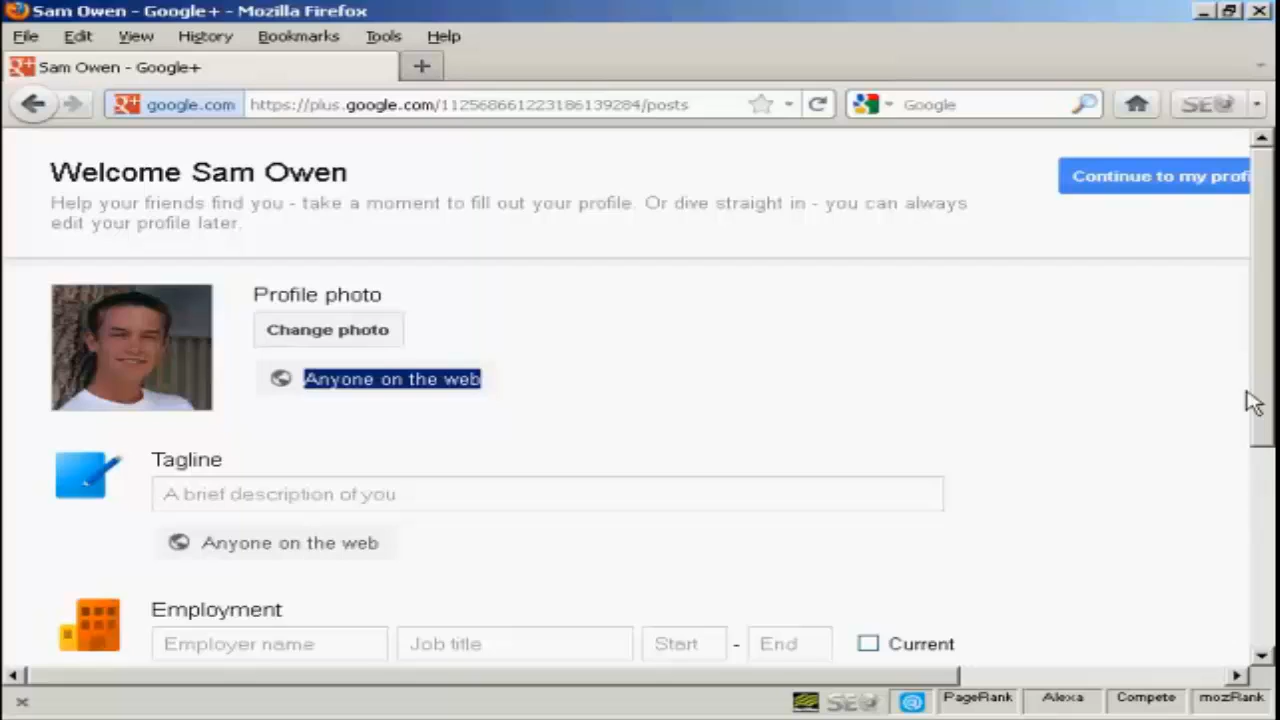 Sam Owen - Google+ - Mozilla Firefox
File Edit View History Bookmarks Tools Help
Sam Owen - Google+
google.com https://plus.google.com/112568661223186139284/posts Google SEO
Welcome Sam Owen
Continue to my profi
Help your friends find you - take a moment to fill out your profile. Or dive straight in - you can always
edit your profile later.
Profile photo
Change photo
Anyone on the web
Tagline
A brief description of you
Anyone on the web
Employment
Employer name Job title Start - End Current
SEO PageRank Alexa Compete mozRank